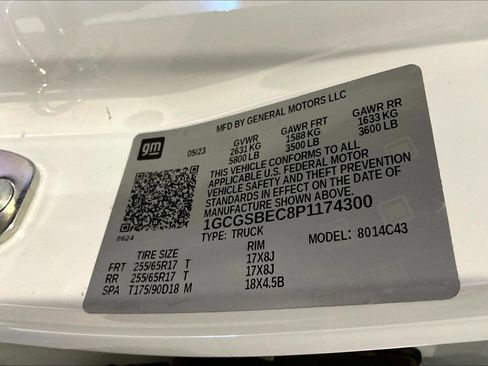 MFD BY GENERAL MOTORS LLC
gm
05/23
GVWR GAWR FRT GAWR RR
2631 KG 1588 KG 1633 KG
5800 LB 3500 LB 3600 LB
THIS VEHICLE CONFORMS TO ALL
APPLICABLE U.S. FEDERAL MOTOR
VEHICLE SAFETY AND THEFT PREVENTION
STANDARDS IN EFFECT ON THE DATE OF
MANUFACTURE SHOWN ABOVE.
1GCGSBEC8P1174300
TYPE: TRUCK MODEL: 8014C43
8624
TIRE SIZE RIM
FRT 255/65R17 T 17X8J
RR 255/65R17 T 17X8J
SPA T175/90D18 M 18X4.5B